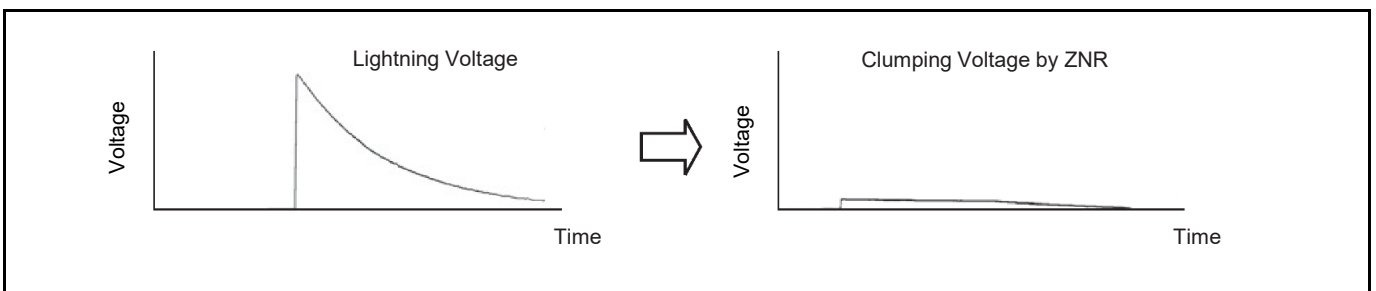 Lightning Voltage
Voltage
Time
Clumping Voltage by ZNR
Voltage
Time